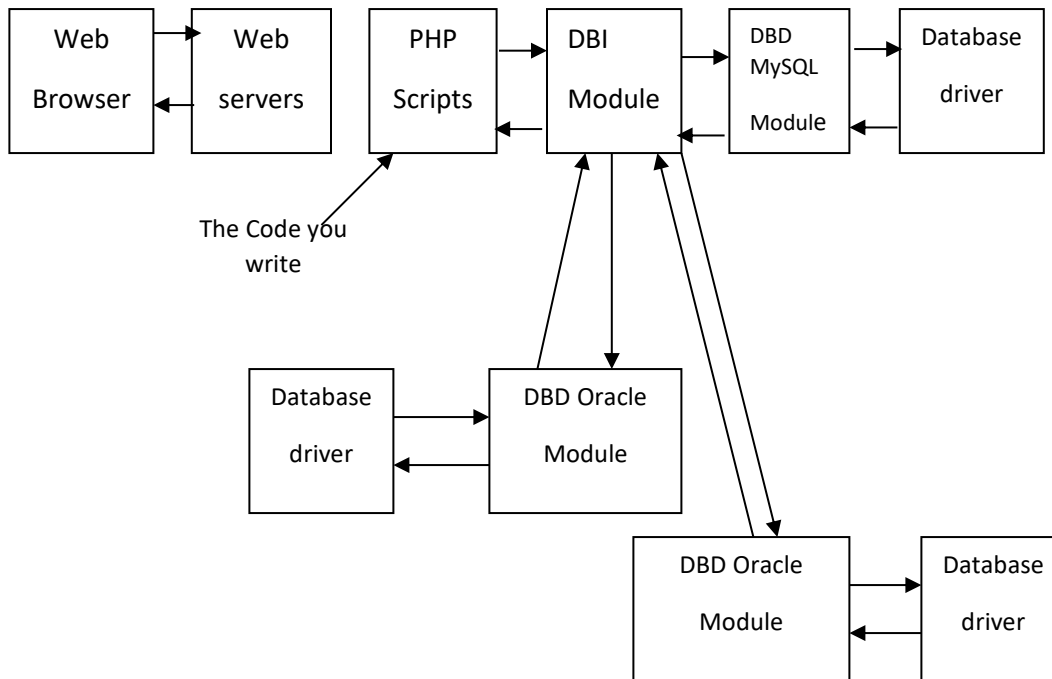 Web
Browser
Web
servers
PHP
Scripts
DBI
Module
DBD
MySQL
Module
Database
driver
The Code you
write
Database
driver
DBD Oracle
Module
DBD Oracle
Module
Database
driver